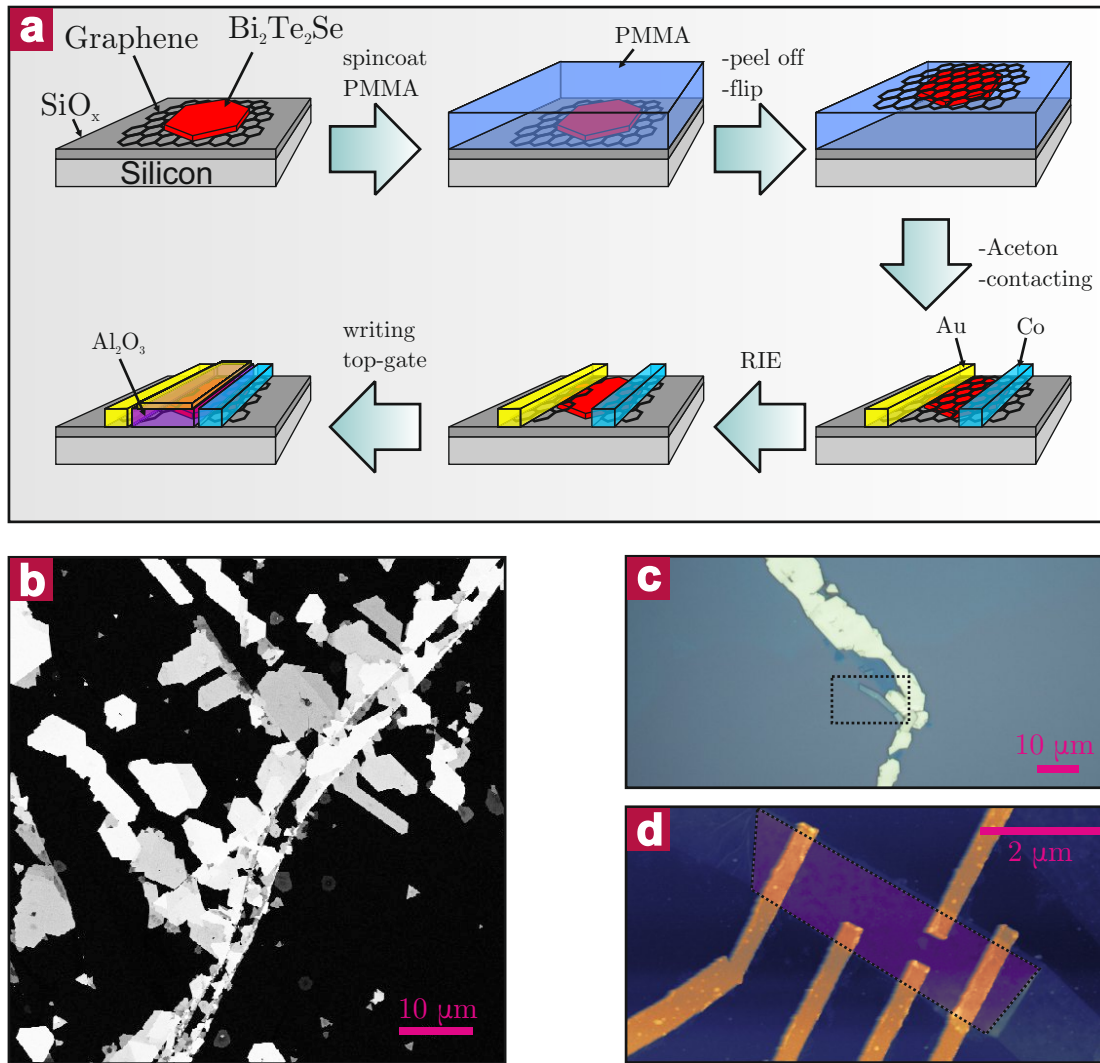 a
Graphene
Bi₂Te₂Se
SiOₓ
Silicon
spincoat
PMMA
PMMA
-peel off
-flip
-Aceton
-contacting
Au
Co
RIE
writing
top-gate
Al₂O₃
b
10 μm
c
10 μm
d
2 μm